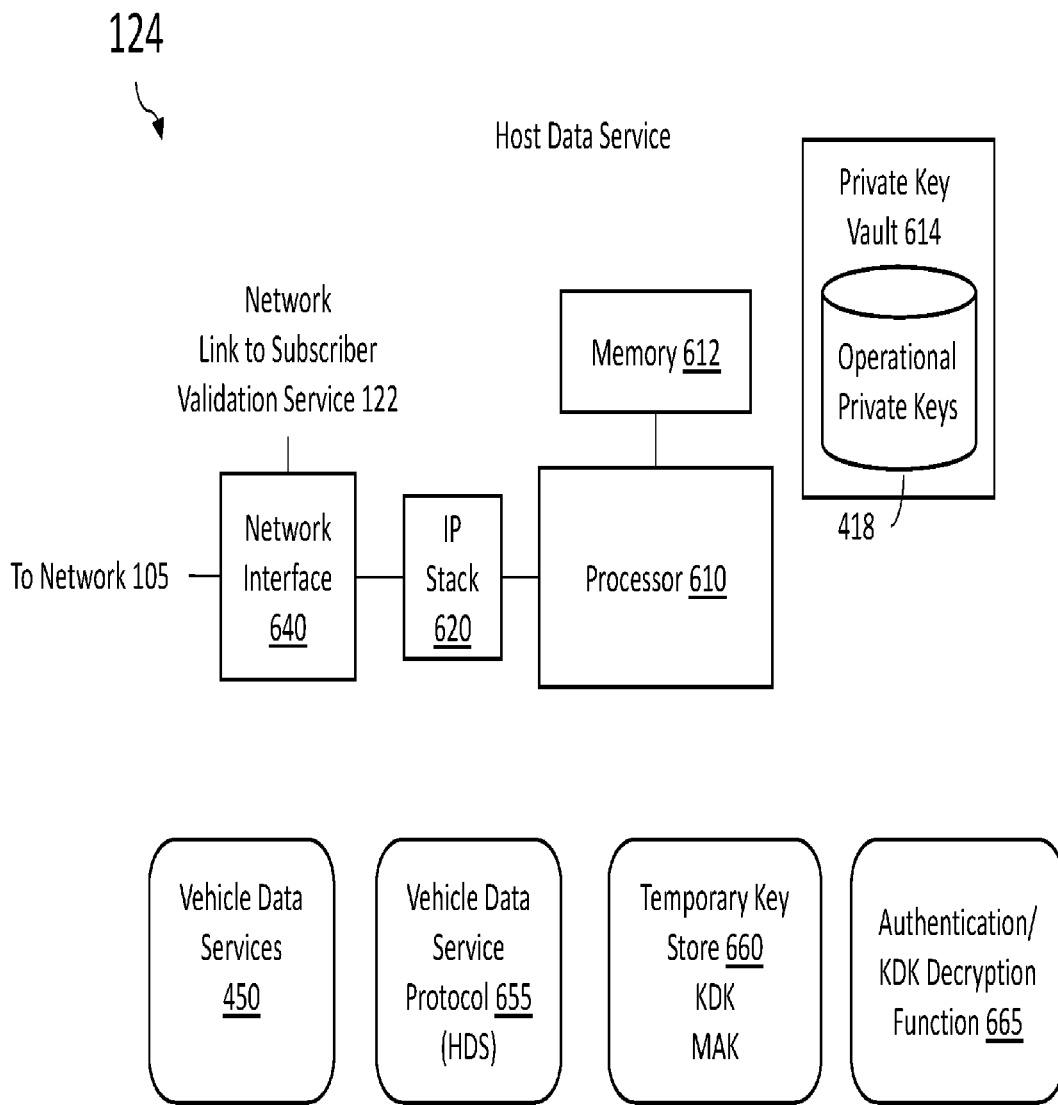 124
Host Data Service
Private Key
Vault 614
Operational
Private Keys
418
Network
Link to Subscriber
Validation Service 122
Memory 612
To Network 105
Network
Interface
640
IP
Stack
620
Processor 610
Vehicle Data
Services
450
Vehicle Data
Service
Protocol 655
(HDS)
Temporary Key
Store 660
KDK
MAK
Authentication/
KDK Decryption
Function 665